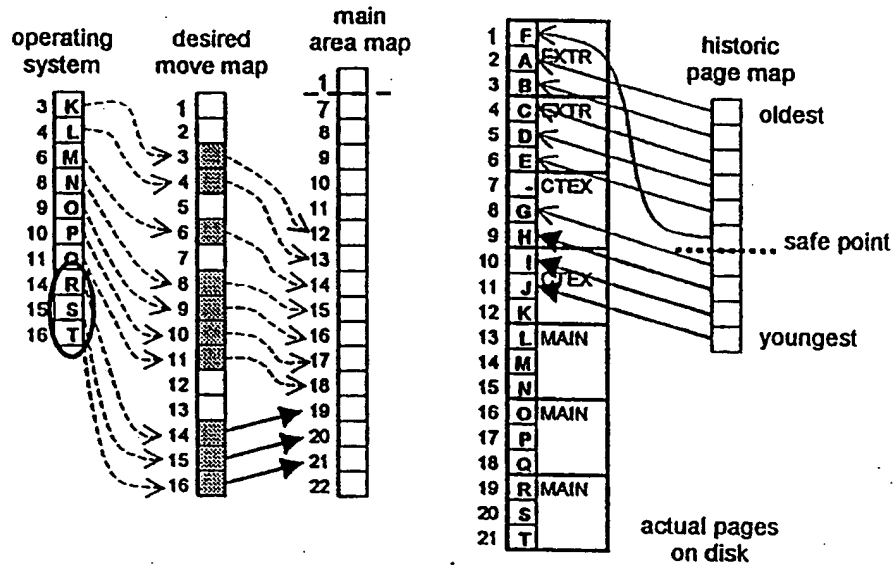 operating
system
3 K
4 L
6 M
8 N
9 O
10 P
11 Q
14 R
15 S
16 T
desired
move map
1
2
3
4
5
6
7
8
9
10
11
12
13
14
15
16
main
area map
1
7
8
9
10
11
12
13
14
15
16
17
18
19
20
21
22
1 F
2 A EXTR
3 B
4 C EXTR
5 D
6 E
7 - CTEX
8 G
9 H
10 I
11 J CTEX
12 K
13 L MAIN
14 M
15 N
16 O MAIN
17 P
18 Q
19 R MAIN
20 S
21 T
historic
page map
oldest
safe point
youngest
actual pages
on disk